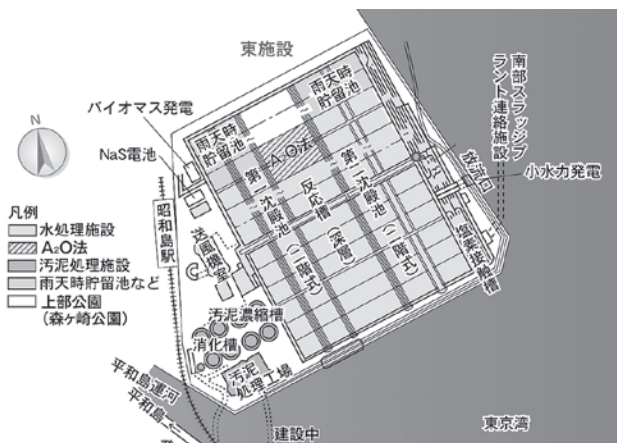 東施設
バイオマス発電
NaS電池
N
凡例
水処理施設
A₂O法
汚泥処理施設
雨天時貯留池など
上部公園
(森ヶ崎公園)
昭和島駅
雨天時
貯留池
雨天時
貯留池
A₂O法
第一沈殿池(二階式)
反応槽(深層)
第二沈殿池(二階式)
送風機室
汚泥濃縮槽
消化槽
汚泥
処理工場
南部スラッジプ
ラント連絡施設
放流口
小水力発電
塩素接触槽
平和島運河
平和島
建設中
東京湾